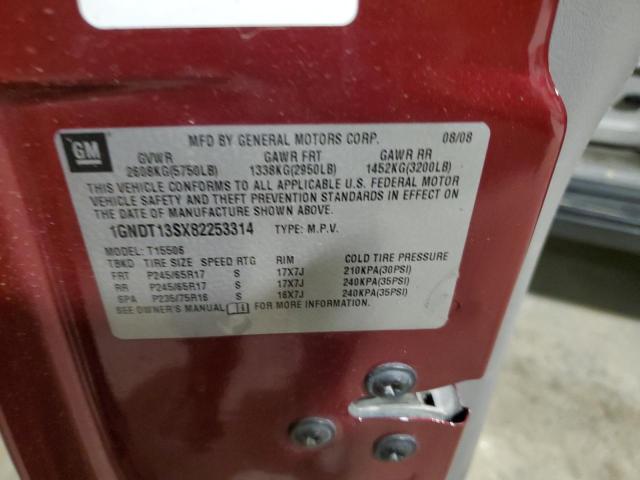 GM
MFD BY GENERAL MOTORS CORP. 08/08
GVWR GAWR FRT GAWR RR
2608KG(5750LB) 1338KG(2950LB) 1452KG(3200LB)
THIS VEHICLE CONFORMS TO ALL APPLICABLE U.S. FEDERAL MOTOR
VEHICLE SAFETY AND THEFT PREVENTION STANDARDS IN EFFECT ON
THE DATE OF MANUFACTURE SHOWN ABOVE.
1GNDT13SX82253314 TYPE: M.P.V.
MODEL: T15506
TBKD TIRE SIZE SPEED RTG RIM COLD TIRE PRESSURE
FRT P245/65R17 S 17X7J 210KPA(30PSI)
RR P245/65R17 S 17X7J 240KPA(35PSI)
SPA P235/75R16 S 16X7J 240KPA(35PSI)
SEE OWNER'S MANUAL FOR MORE INFORMATION.